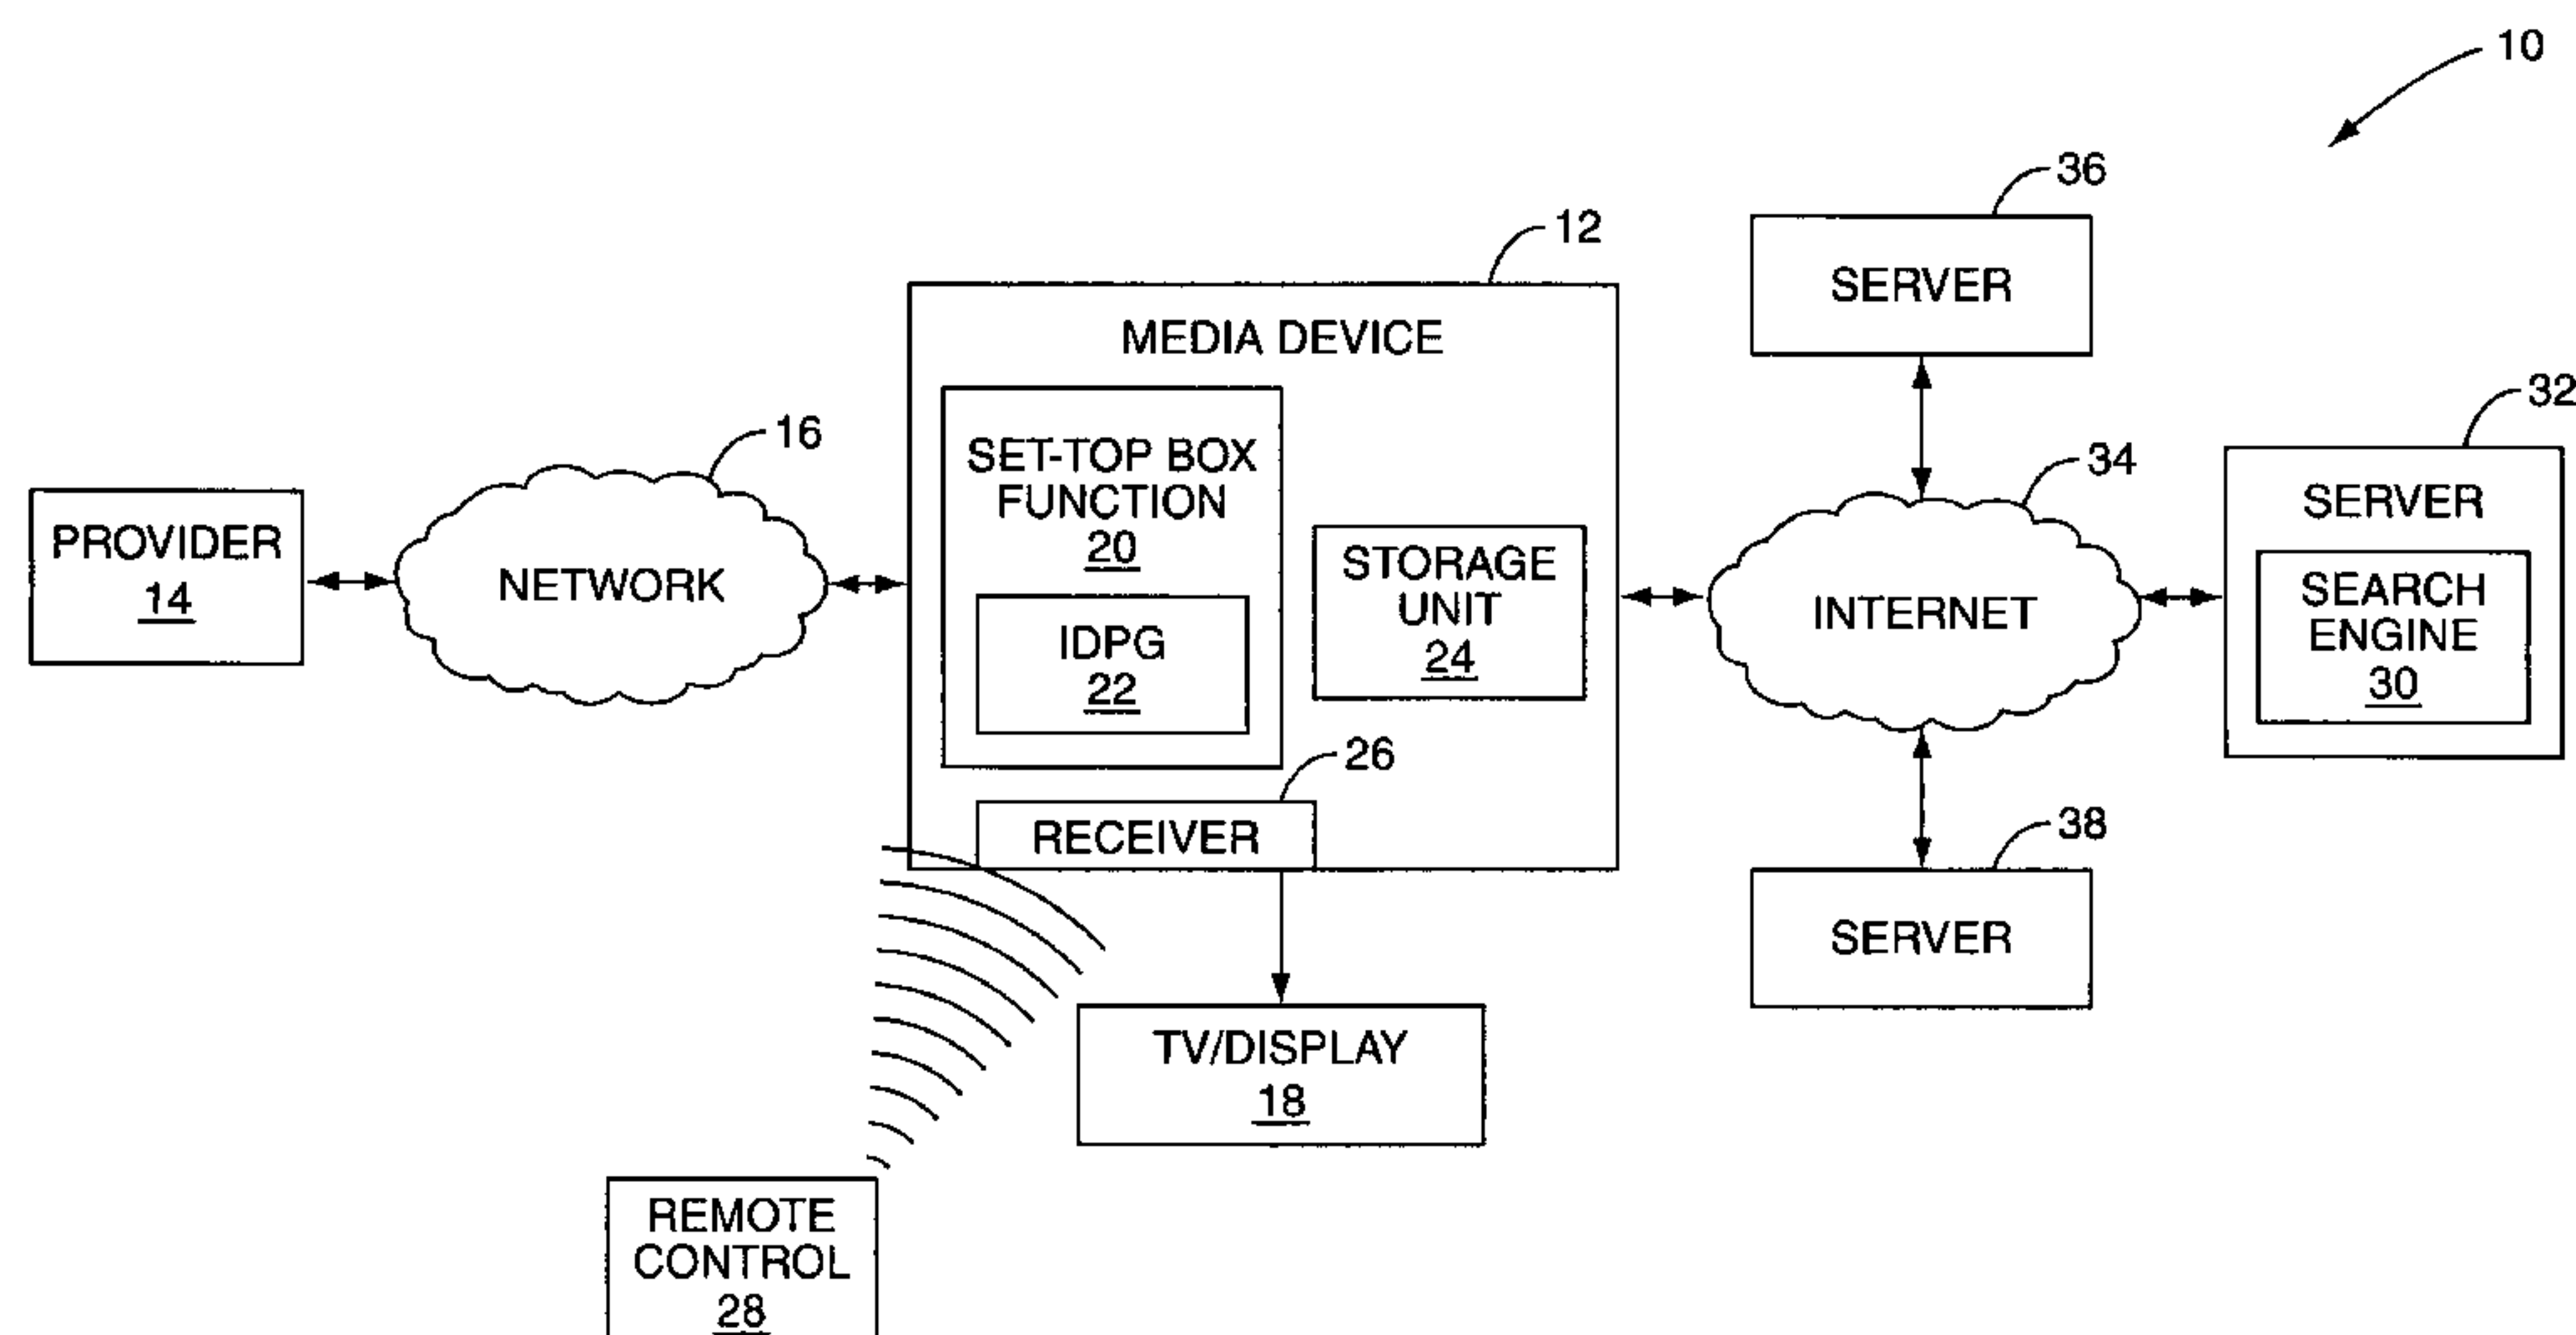 10
36
SERVER
12
MEDIA DEVICE
32
SERVER
SEARCH
ENGINE
30
16
34
SET-TOP BOX
FUNCTION
20
IDPG
22
STORAGE
UNIT
24
PROVIDER
14
NETWORK
INTERNET
26
RECEIVER
38
SERVER
TV/DISPLAY
18
REMOTE
CONTROL
28